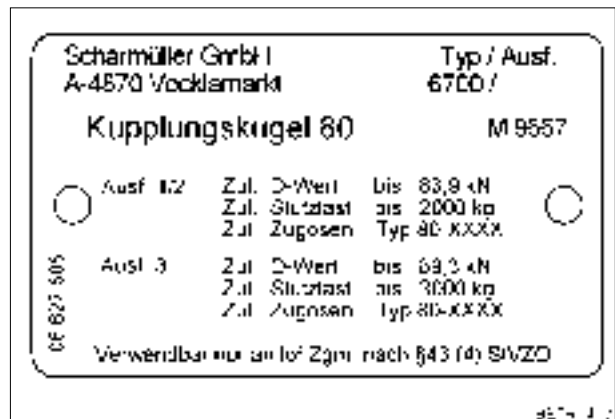 Scharmüller GmbH
Typ / Ausf.
A-4870 Vöcklamarkt
6700 /
Kupplungskugel 80
M 9557
Ausf. 1/2 Zul. D-Wert bis 83,9 kN
Zul. Stützlast bis 2000 kg
Zul. Zugösen Typ 80-XXXX
Ausf. 3 Zul. D-Wert bis kN
Zul. Stützlast bis 3000 kg
Zul. Zugösen Typ 80-XXXX
Verwendbar nur an lof Zgm. nach §43 (4) StVZO